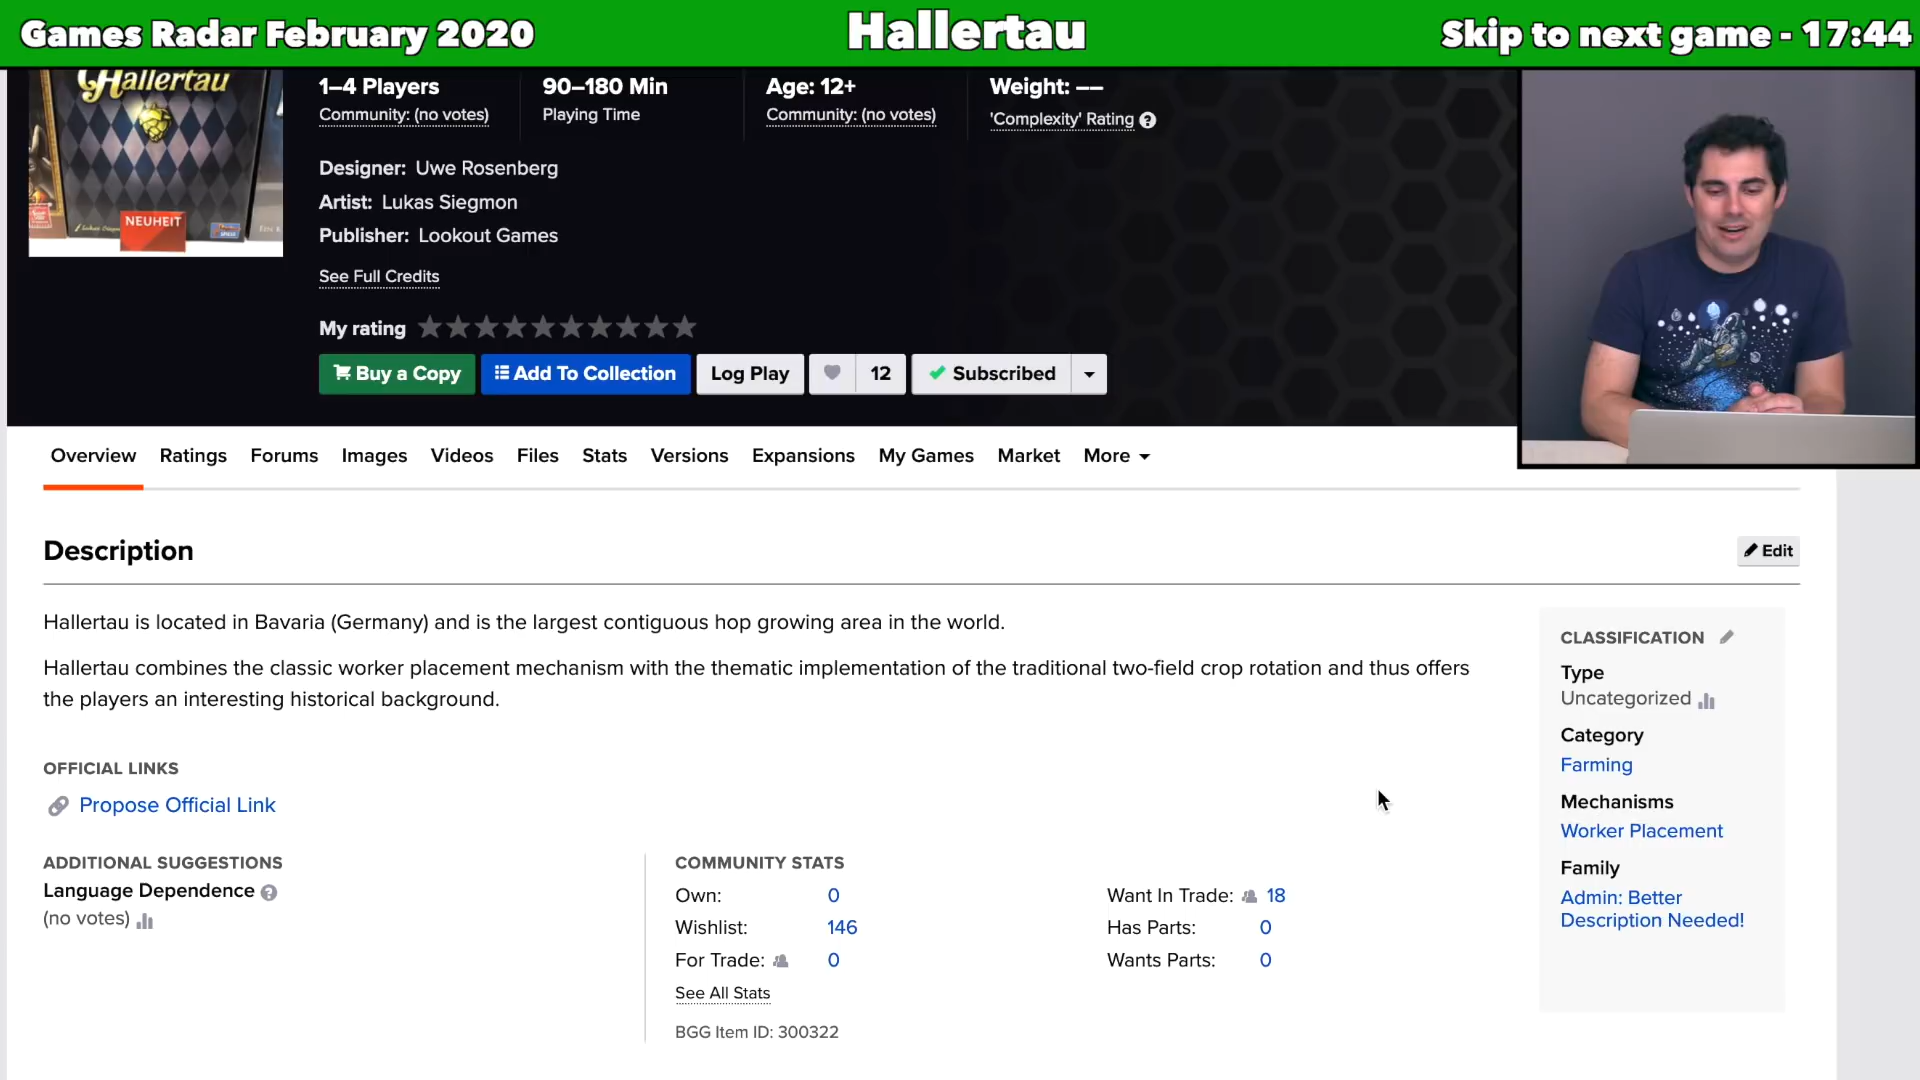 Games Radar February 2020
Hallertau
Skip to next game - 17:44
Hallertau
NEUHEIT
1–4 Players
Community: (no votes)
90–180 Min
Playing Time
Age: 12+
Community: (no votes)
Weight: ––
'Complexity' Rating
Designer: Uwe Rosenberg
Artist: Lukas Siegmon
Publisher: Lookout Games
See Full Credits
My rating
Buy a Copy
Add To Collection
Log Play
12
Subscribed
Overview
Ratings
Forums
Images
Videos
Files
Stats
Versions
Expansions
My Games
Market
More
Description
Edit
Hallertau is located in Bavaria (Germany) and is the largest contiguous hop growing area in the world.
Hallertau combines the classic worker placement mechanism with the thematic implementation of the traditional two-field crop rotation and thus offers
the players an interesting historical background.
OFFICIAL LINKS
Propose Official Link
ADDITIONAL SUGGESTIONS
Language Dependence
(no votes)
COMMUNITY STATS
Own: 0
Wishlist: 146
For Trade: 0
See All Stats
BGG Item ID: 300322
Want In Trade: 18
Has Parts: 0
Wants Parts: 0
CLASSIFICATION
Type
Uncategorized
Category
Farming
Mechanisms
Worker Placement
Family
Admin: Better
Description Needed!